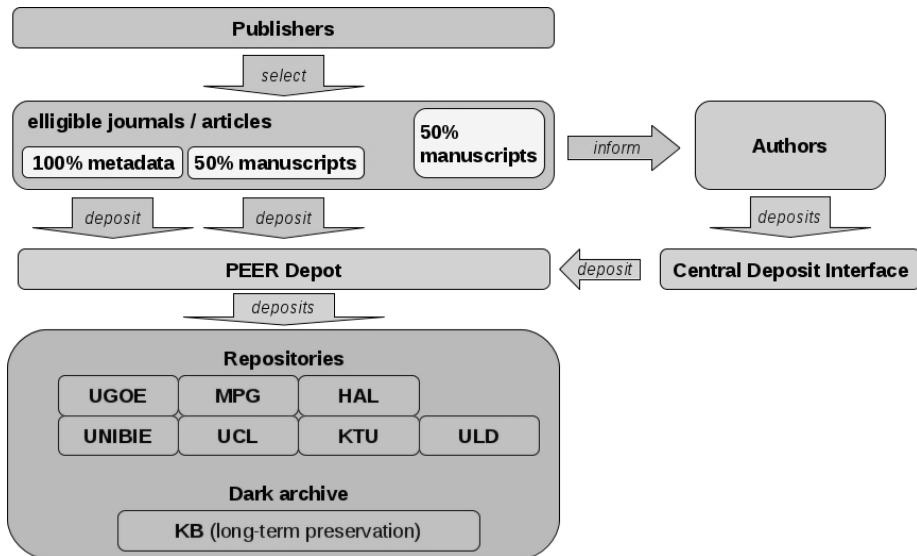 Publishers
select
elligible journals / articles
100% metadata
50% manuscripts
50%
manuscripts
inform
Authors
deposit
deposit
deposits
PEER Depot
deposit
Central Deposit Interface
deposits
Repositories
UGOE
MPG
HAL
UNIBIE
UCL
KTU
ULD
Dark archive
KB (long-term preservation)